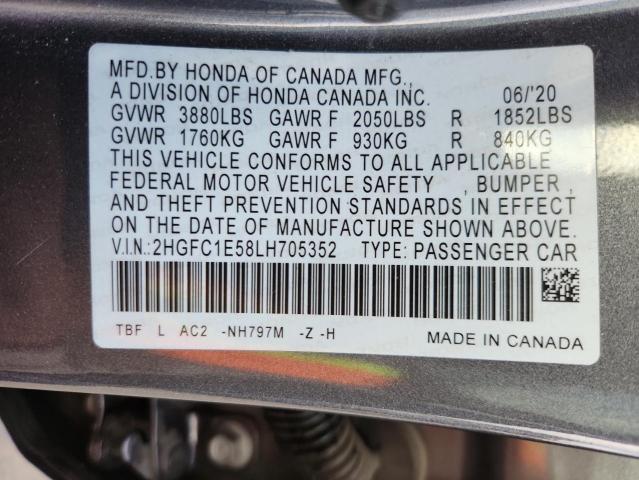 MFD.BY HONDA OF CANADA MFG.,
A DIVISION OF HONDA CANADA INC. 06/'20
GVWR 3880LBS GAWR F 2050LBS R 1852LBS
GVWR 1760KG GAWR F 930KG R 840KG
THIS VEHICLE CONFORMS TO ALL APPLICABLE
FEDERAL MOTOR VEHICLE SAFETY , BUMPER ,
AND THEFT PREVENTION STANDARDS IN EFFECT
ON THE DATE OF MANUFACTURE SHOWN ABOVE.
V.I.N.:2HGFC1E58LH705352 TYPE: PASSENGER CAR
TBF L AC2 -NH797M -Z -H
MADE IN CANADA